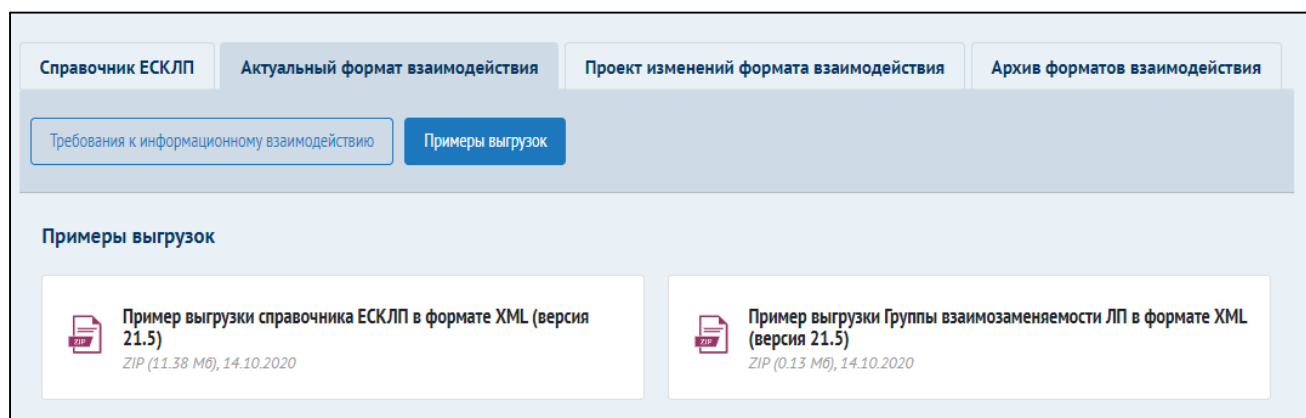 Справочник ЕСКЛП
Актуальный формат взаимодействия
Проект изменений формата взаимодействия
Архив форматов взаимодействия
Требования к информационному взаимодействию
Примеры выгрузок
Примеры выгрузок
Пример выгрузки справочника ЕСКЛП в формате XML (версия
21.5)
ZIP (11.38 Мб), 14.10.2020
Пример выгрузки Группы взаимозаменяемости ЛП в формате XML
(версия 21.5)
ZIP (0.13 Мб), 14.10.2020
ZIP
ZIP